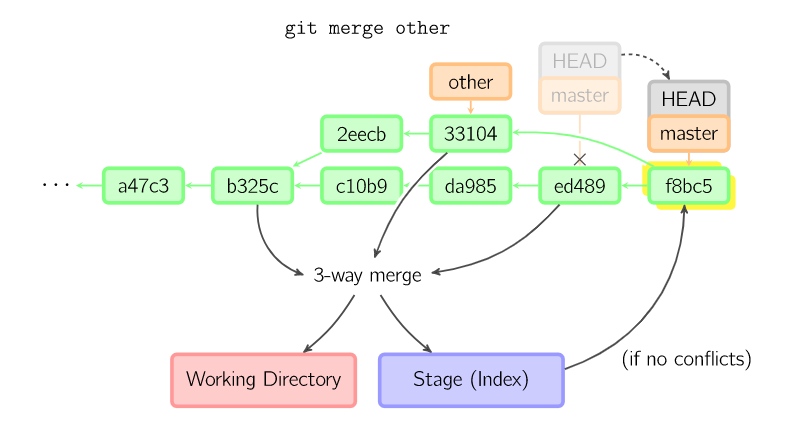 git merge other
HEAD
master
other
HEAD
master
2eecb
33104
...
a47c3
b325c
c10b9
da985
ed489
f8bc5
3-way merge
(if no conflicts)
Working Directory
Stage (Index)